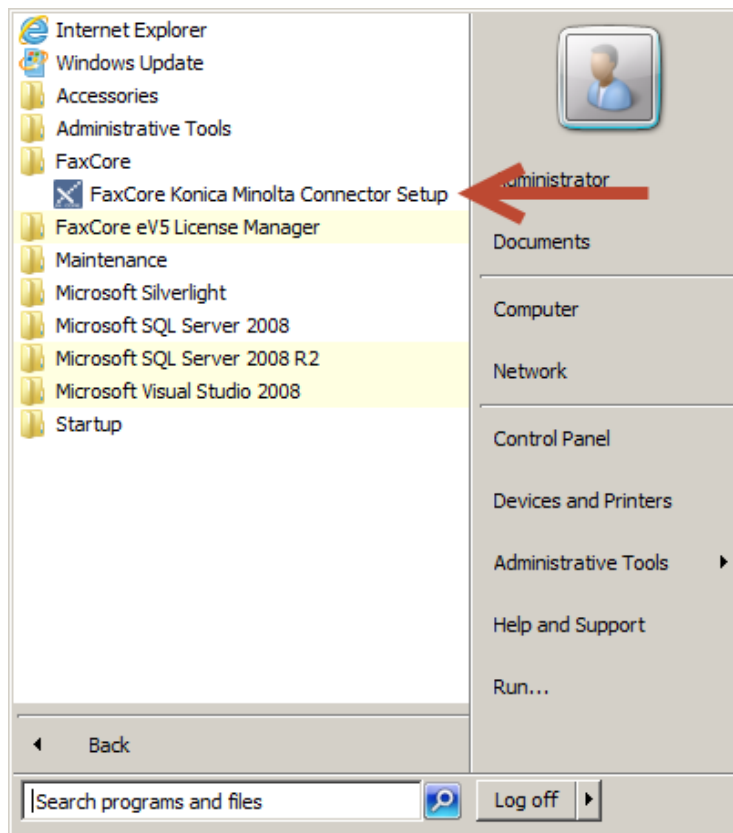 Internet Explorer
Windows Update
Accessories
Administrative Tools
FaxCore
FaxCore Konica Minolta Connector Setup
FaxCore eV5 License Manager
Maintenance
Microsoft Silverlight
Microsoft SQL Server 2008
Microsoft SQL Server 2008 R2
Microsoft Visual Studio 2008
Startup
Back
Search programs and files
Administrator
Documents
Computer
Network
Control Panel
Devices and Printers
Administrative Tools
Help and Support
Run...
Log off